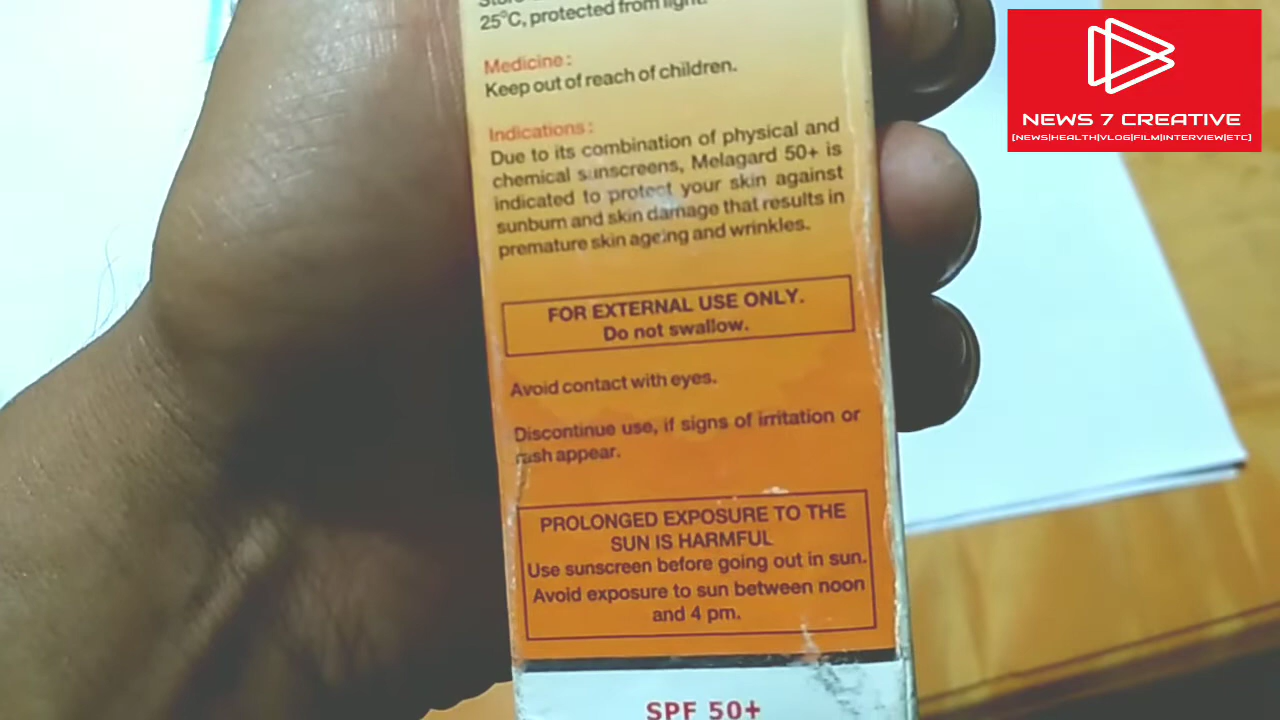 25°C, protected from light.
Medicine:
Keep out of reach of children.
Indications:
Due to its combination of physical and
chemical sunscreens, Melagard 50+ is
indicated to protect your skin against
sunburn and skin damage that results in
premature skin ageing and wrinkles.
FOR EXTERNAL USE ONLY.
Do not swallow.
Avoid contact with eyes.
Discontinue use, if signs of irritation or
rash appear.
PROLONGED EXPOSURE TO THE
SUN IS HARMFUL
Use sunscreen before going out in sun.
Avoid exposure to sun between noon
and 4 pm.
SPF 50+
NEWS 7 CREATIVE
[NEWS|HEALTH|VLOG|FILM|INTERVIEW|ETC]